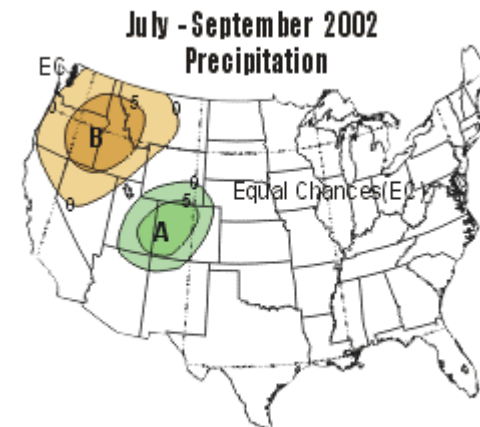 July - September 2002
Precipitation
EC
5
0
B
0
Equal Chances(EC)
5
A
0